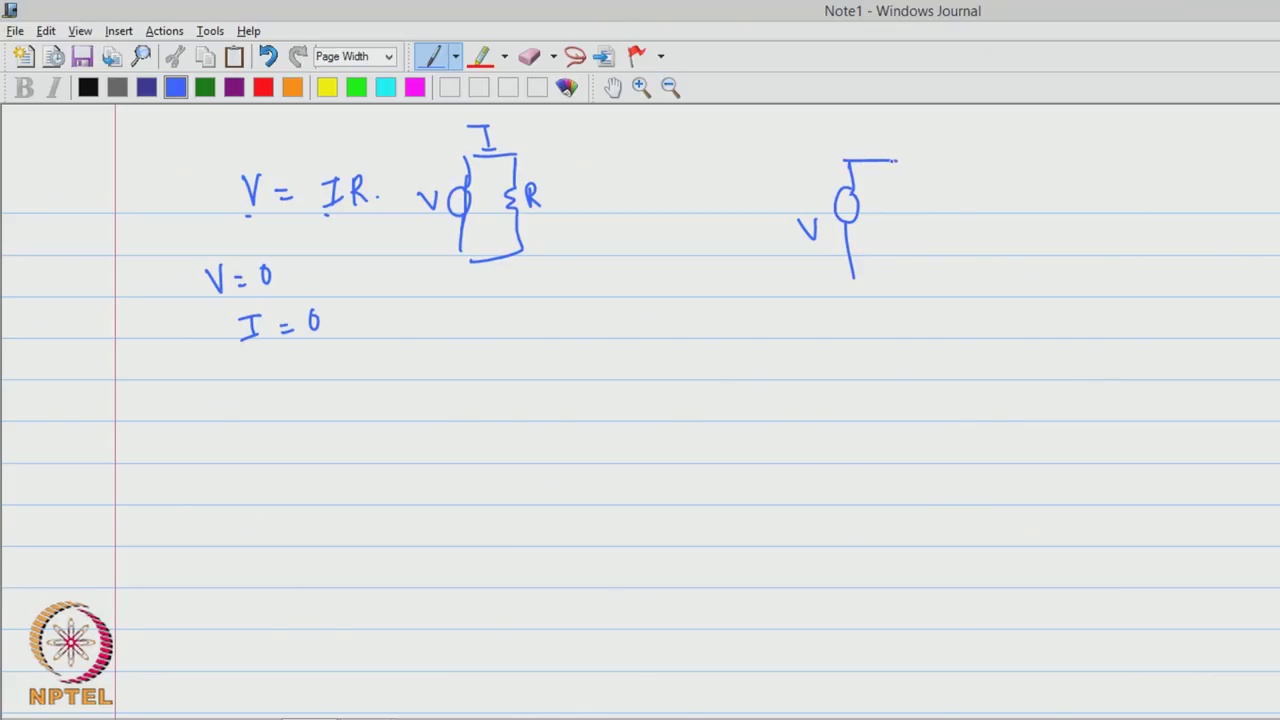 Note1 - Windows Journal
File Edit View Insert Actions Tools Help
Page Width
B I
I
V = IR. V R
V
V = 0
I = 0
NPTEL